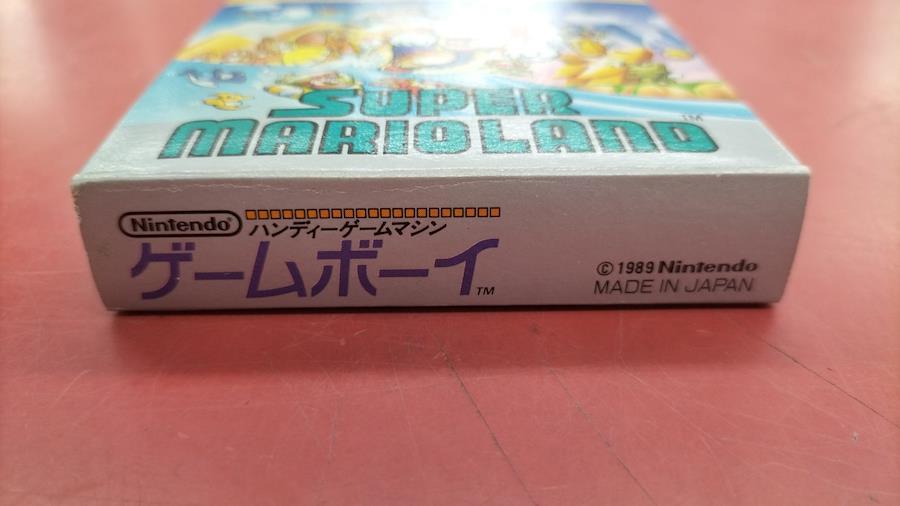 SUPER
MARIOLAND™
Nintendo®
ハンディーゲームマシン
ゲームボーイ™
©1989 Nintendo
MADE IN JAPAN